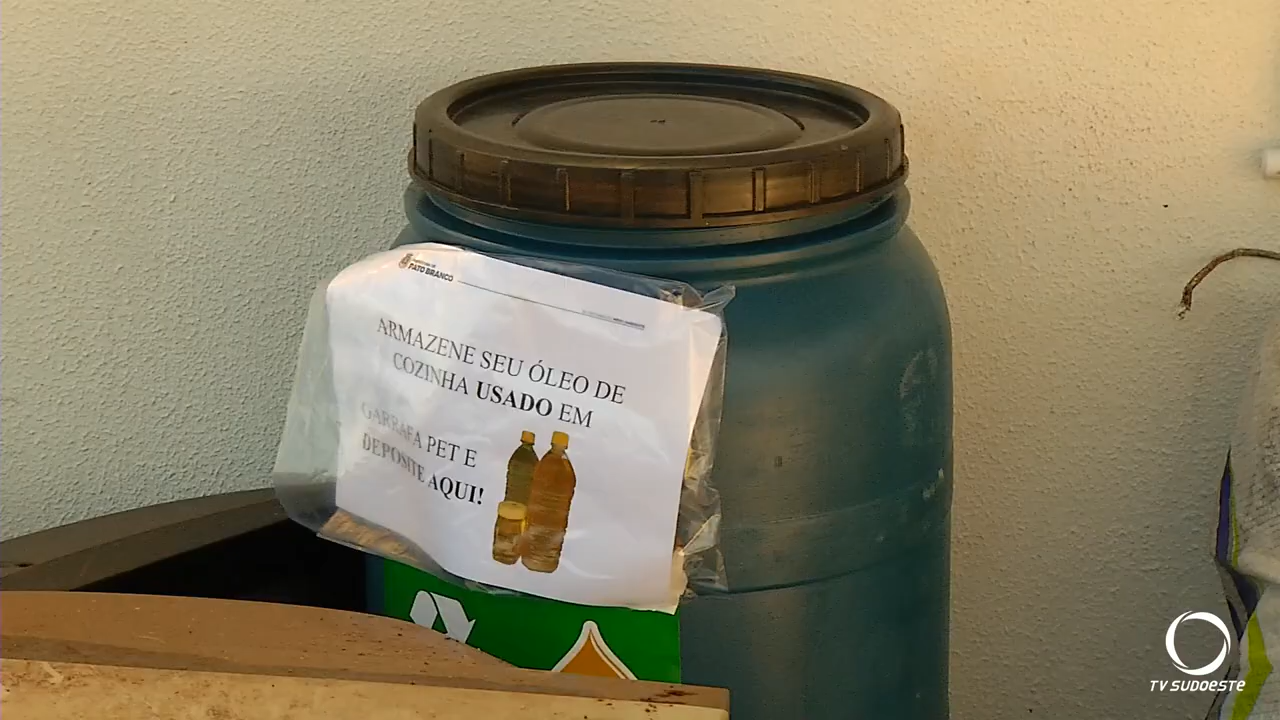 PATO BRANCO
ARMAZENE SEU ÓLEO DE
COZINHA USADO EM
GARRAFA PET E
DEPOSITE AQUI!
TV SUDOESTE